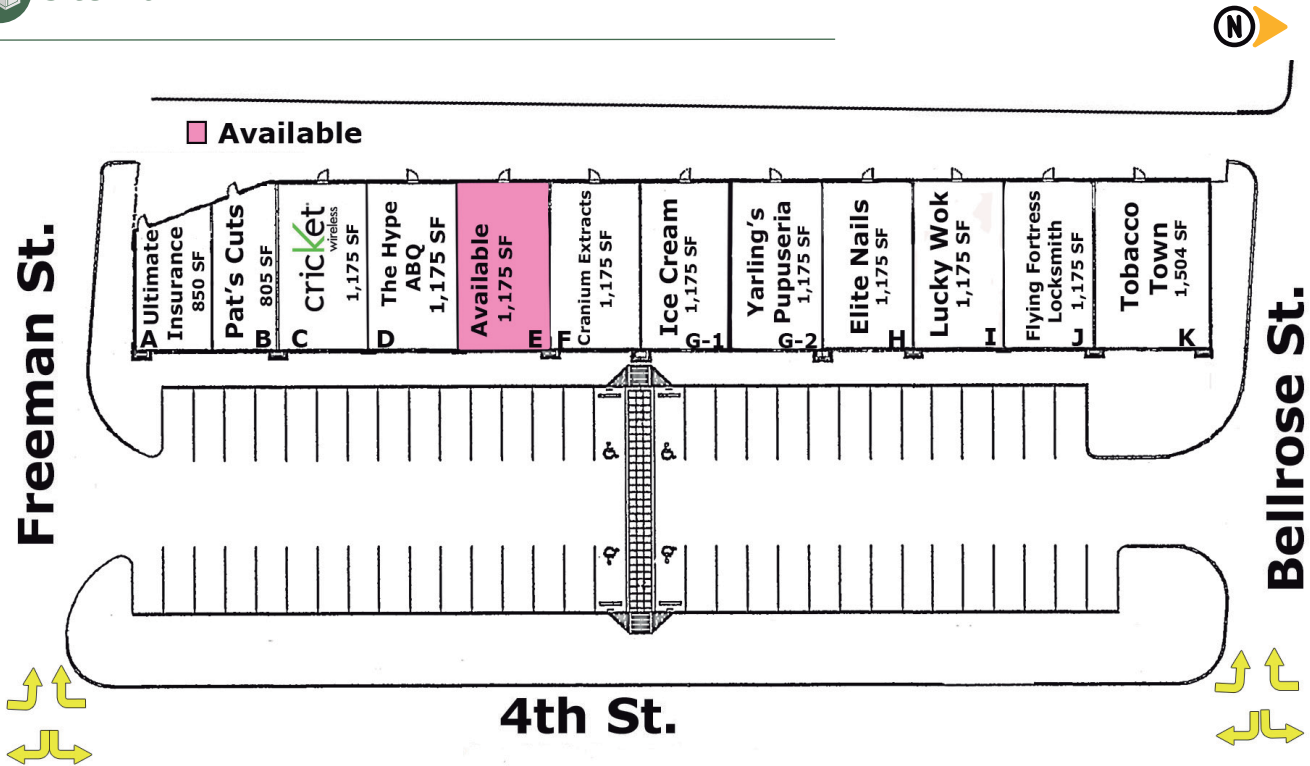 N
Available
Freeman St.
Ultimate
Insurance
850 SF
A
Pat's Cuts
805 SF
B
cricket
wireless
1,175 SF
C
The Hype
ABQ
1,175 SF
D
Available
1,175 SF
E
Cranium Extracts
1,175 SF
F
Ice Cream
1,175 SF
G-1
Yarling's
Pupuseria
1,175 SF
G-2
Elite Nails
1,175 SF
H
Lucky Wok
1,175 SF
I
Flying Fortress
Locksmith
1,175 SF
J
Tobacco
Town
1,504 SF
K
Bellrose St.
4th St.